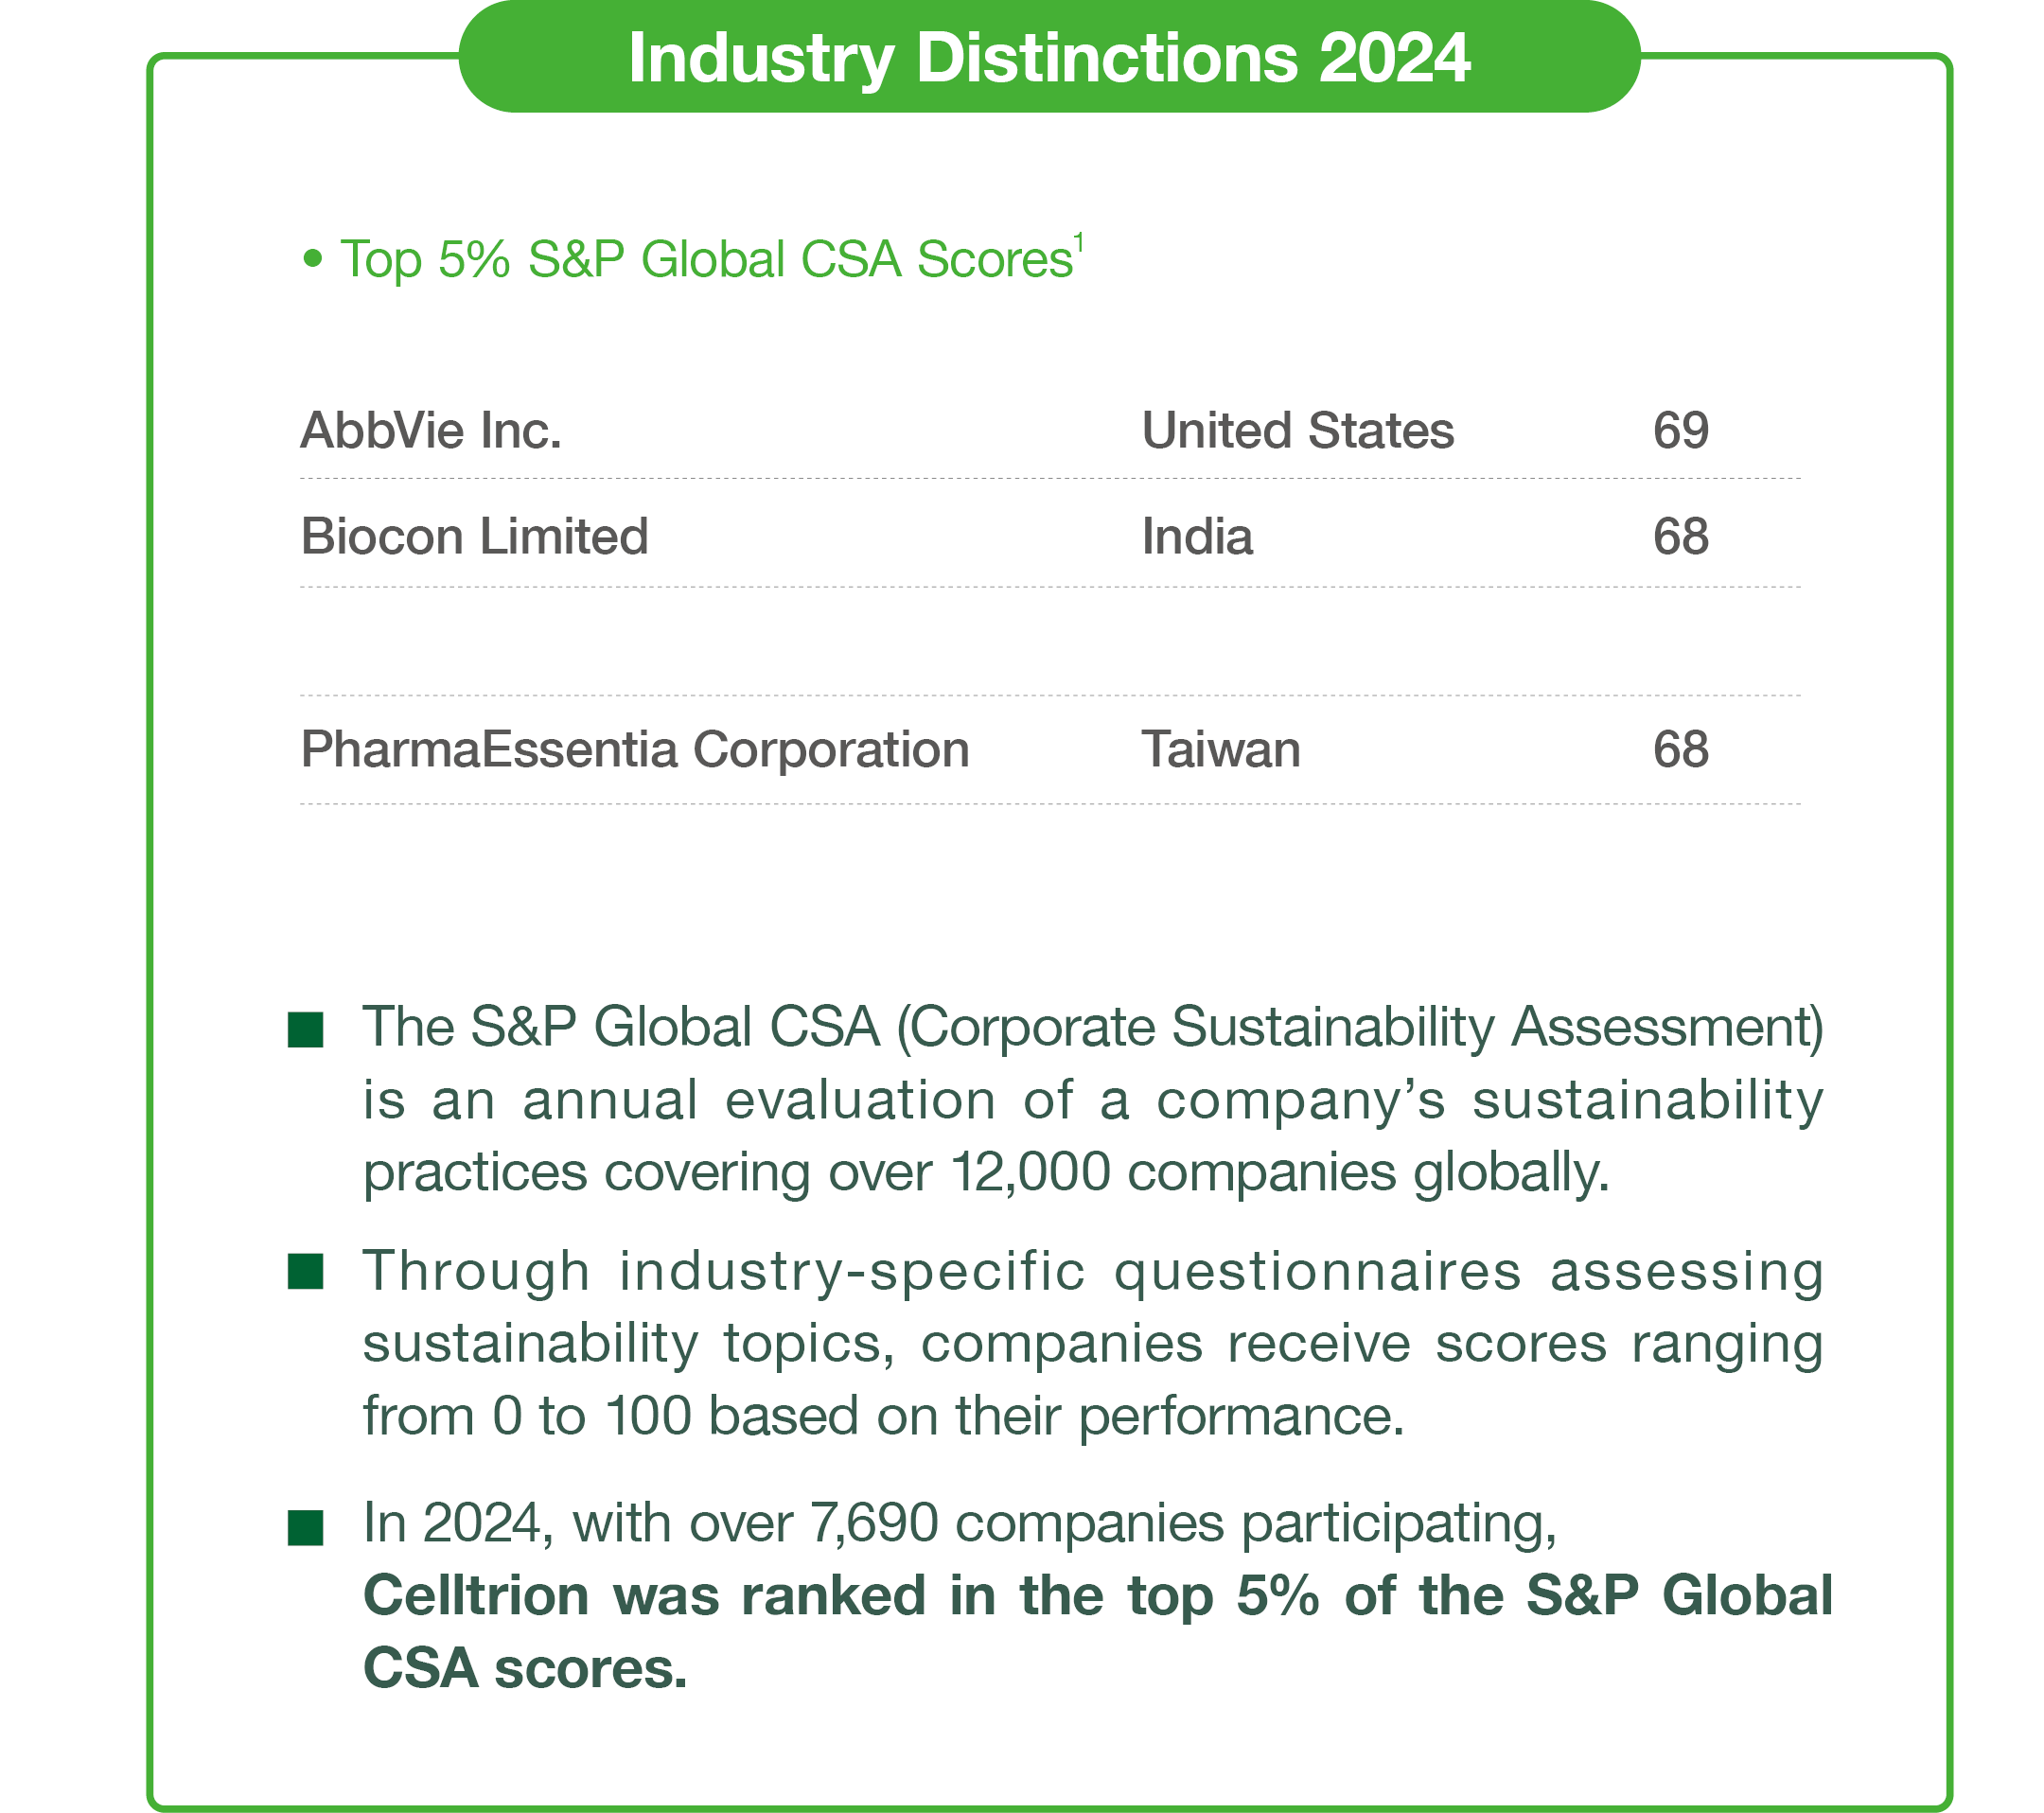 Industry Distinctions 2024
• Top 5% S&P Global CSA Scores¹
AbbVie Inc. United States 69
Biocon Limited India 68
PharmaEssentia Corporation Taiwan 68
■ The S&P Global CSA (Corporate Sustainability Assessment)
is an annual evaluation of a company’s sustainability
practices covering over 12,000 companies globally.
■ Through industry-specific questionnaires assessing
sustainability topics, companies receive scores ranging
from 0 to 100 based on their performance.
■ In 2024, with over 7,690 companies participating,
Celltrion was ranked in the top 5% of the S&P Global
CSA scores.